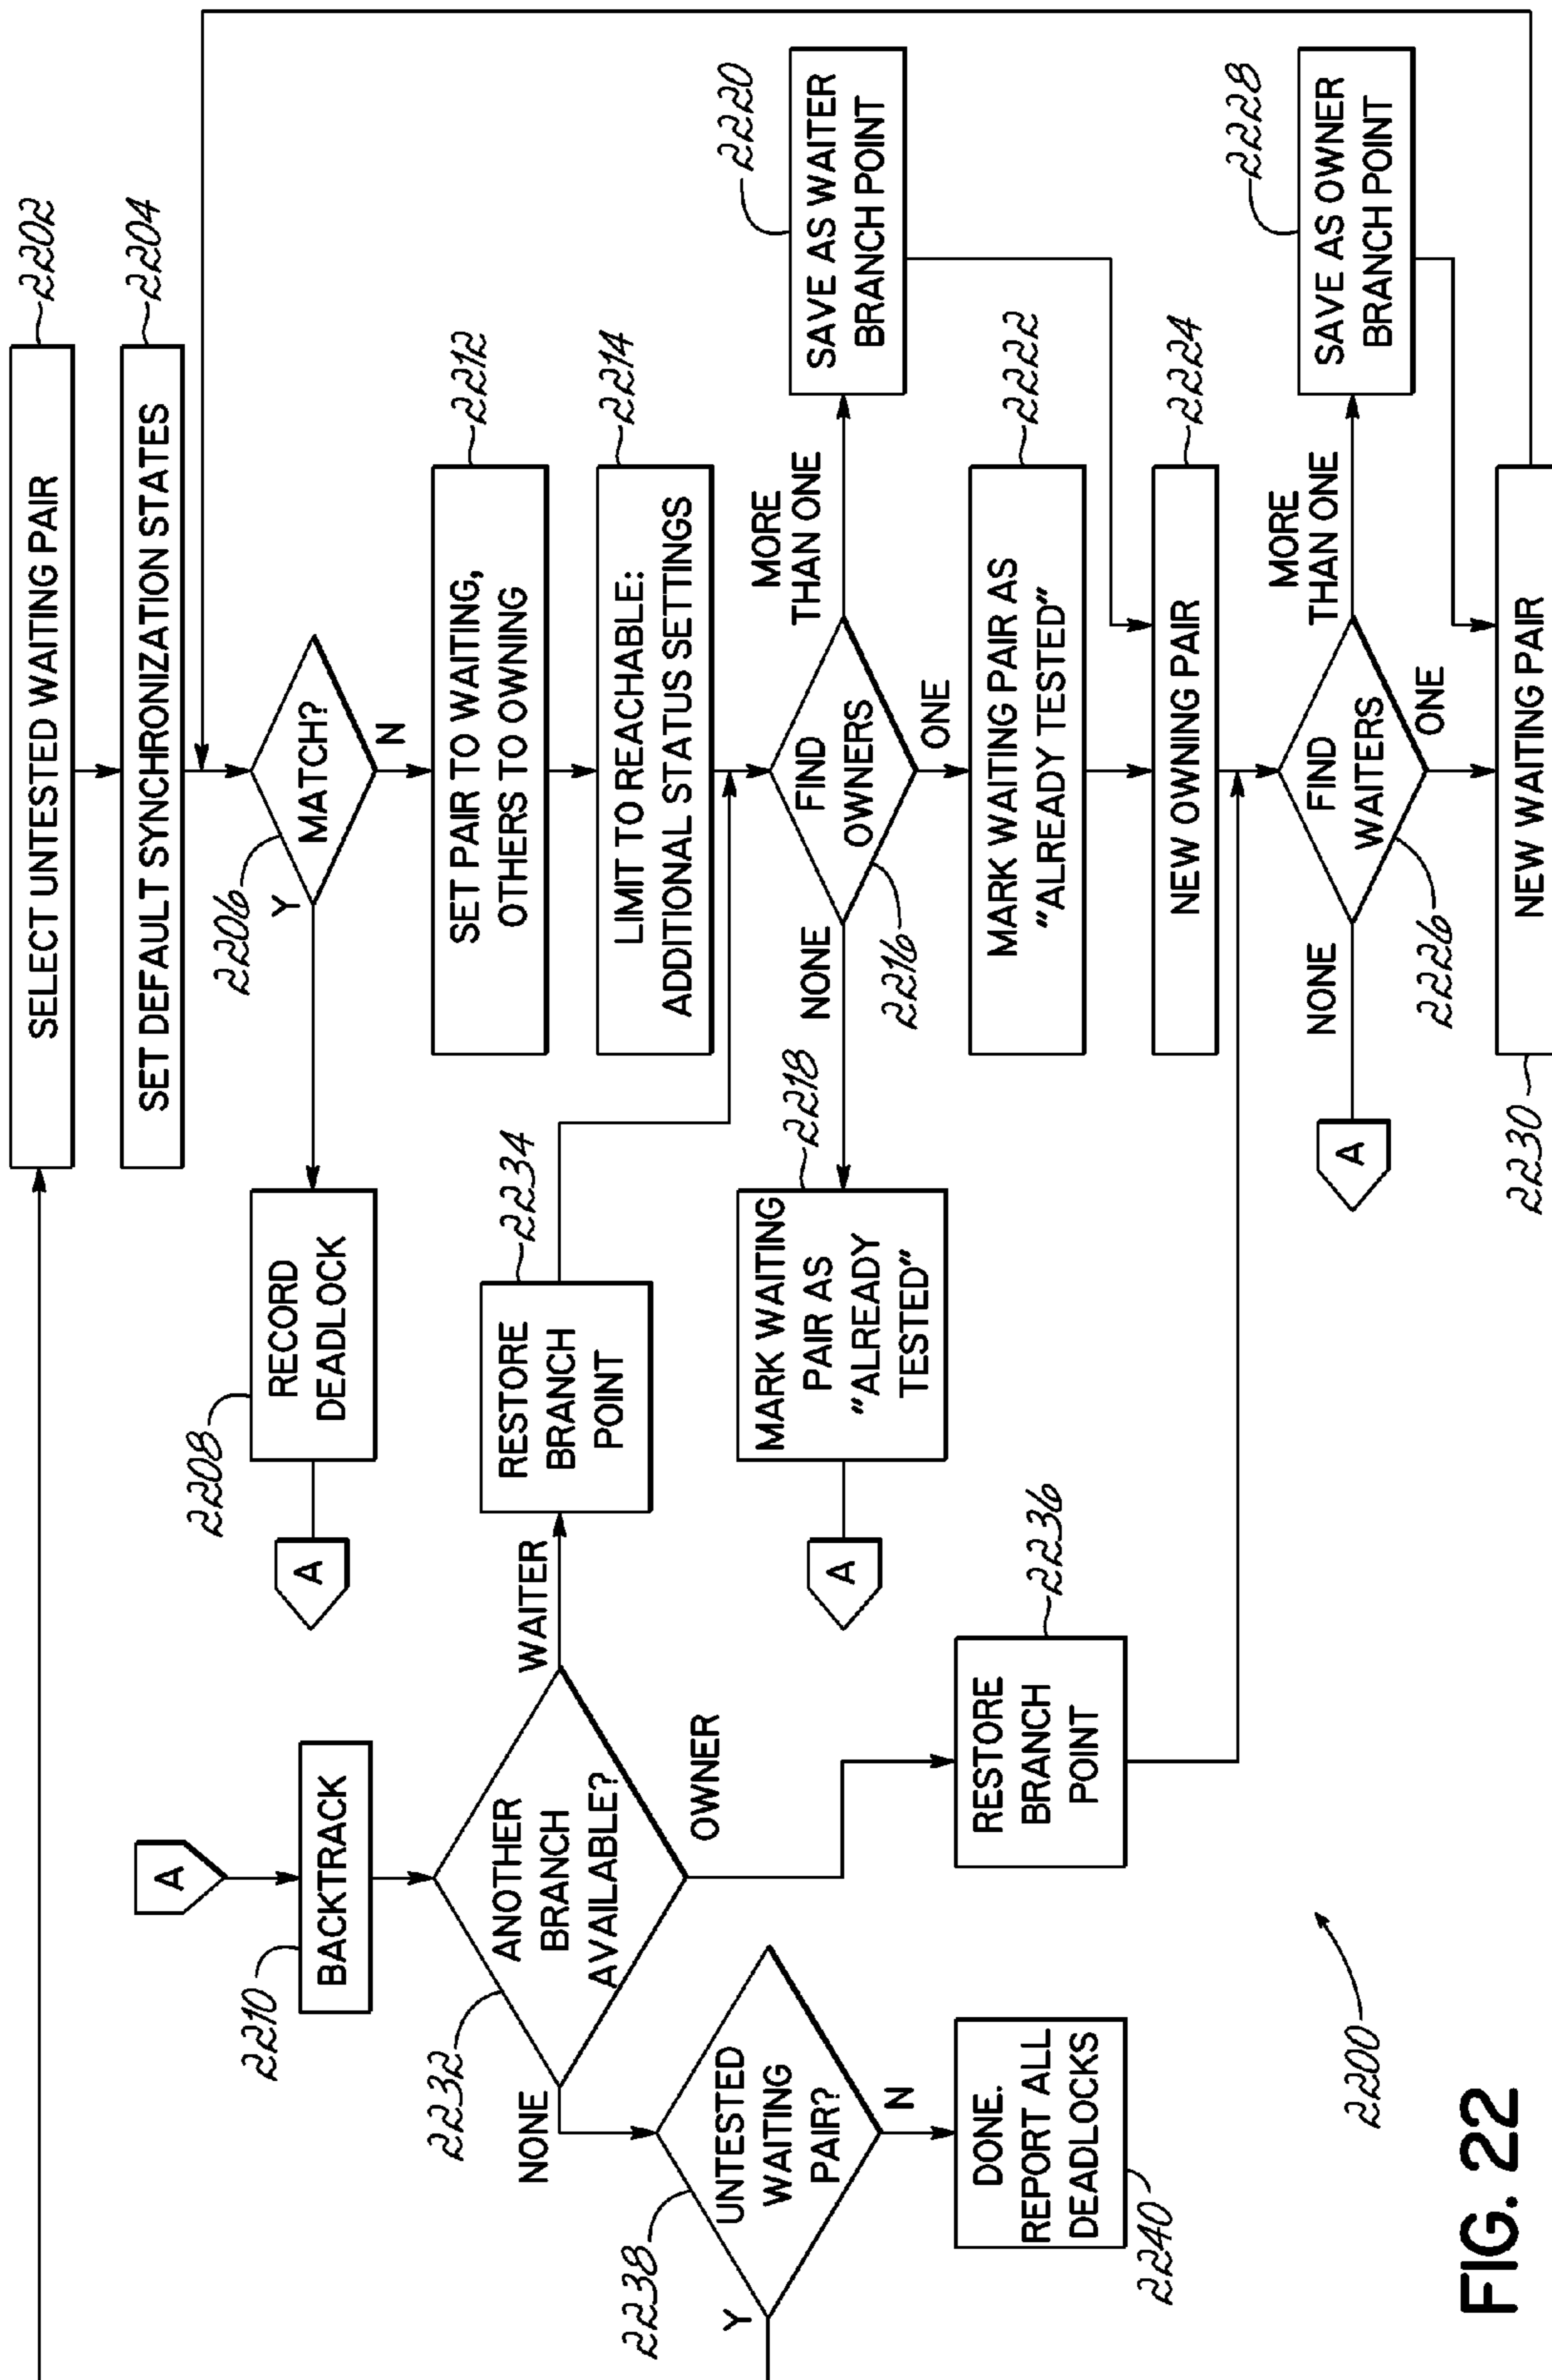 SELECT UNTESTED WAITING PAIR
2202
SET DEFAULT SYNCHRONIZATION STATES
2204
MATCH?
2206
Y
N
RECORD
DEADLOCK
2208
A
SET PAIR TO WAITING,
OTHERS TO OWNING
2212
LIMIT TO REACHABLE:
ADDITIONAL STATUS SETTINGS
2214
FIND
OWNERS
2216
NONE
ONE
MORE
THAN ONE
SAVE AS WAITER
BRANCH POINT
2220
MARK WAITING
PAIR AS
"ALREADY
TESTED"
2218
A
MARK WAITING PAIR AS
"ALREADY TESTED"
2222
NEW OWNING PAIR
2224
FIND
WAITERS
2226
NONE
A
ONE
MORE
THAN ONE
SAVE AS OWNER
BRANCH POINT
2228
NEW WAITING PAIR
2230
A
BACKTRACK
2210
ANOTHER
BRANCH
AVAILABLE?
2232
WAITER
RESTORE
BRANCH
POINT
2234
OWNER
RESTORE
BRANCH
POINT
2236
NONE
UNTESTED
WAITING
PAIR?
2238
Y
N
DONE.
REPORT ALL
DEADLOCKS
2240
2200
FIG. 22